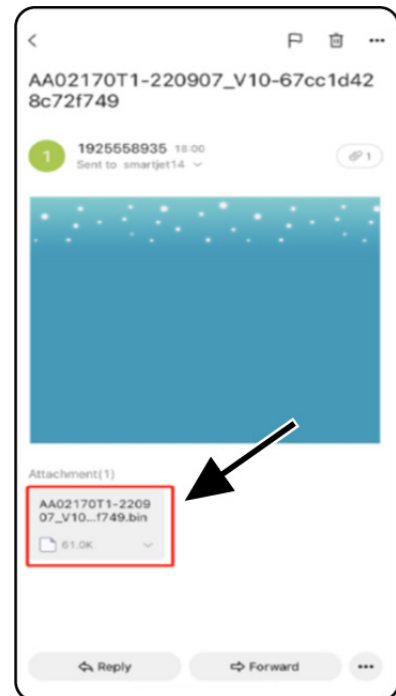 AA02170T1-220907_V10-67cc1d42
8c72f749
1
1925558935 18:00
1
Sent to smartjet14
Attachment(1)
AA02170T1-2209
07_V10...f749.bin
61.0K
Reply
Forward